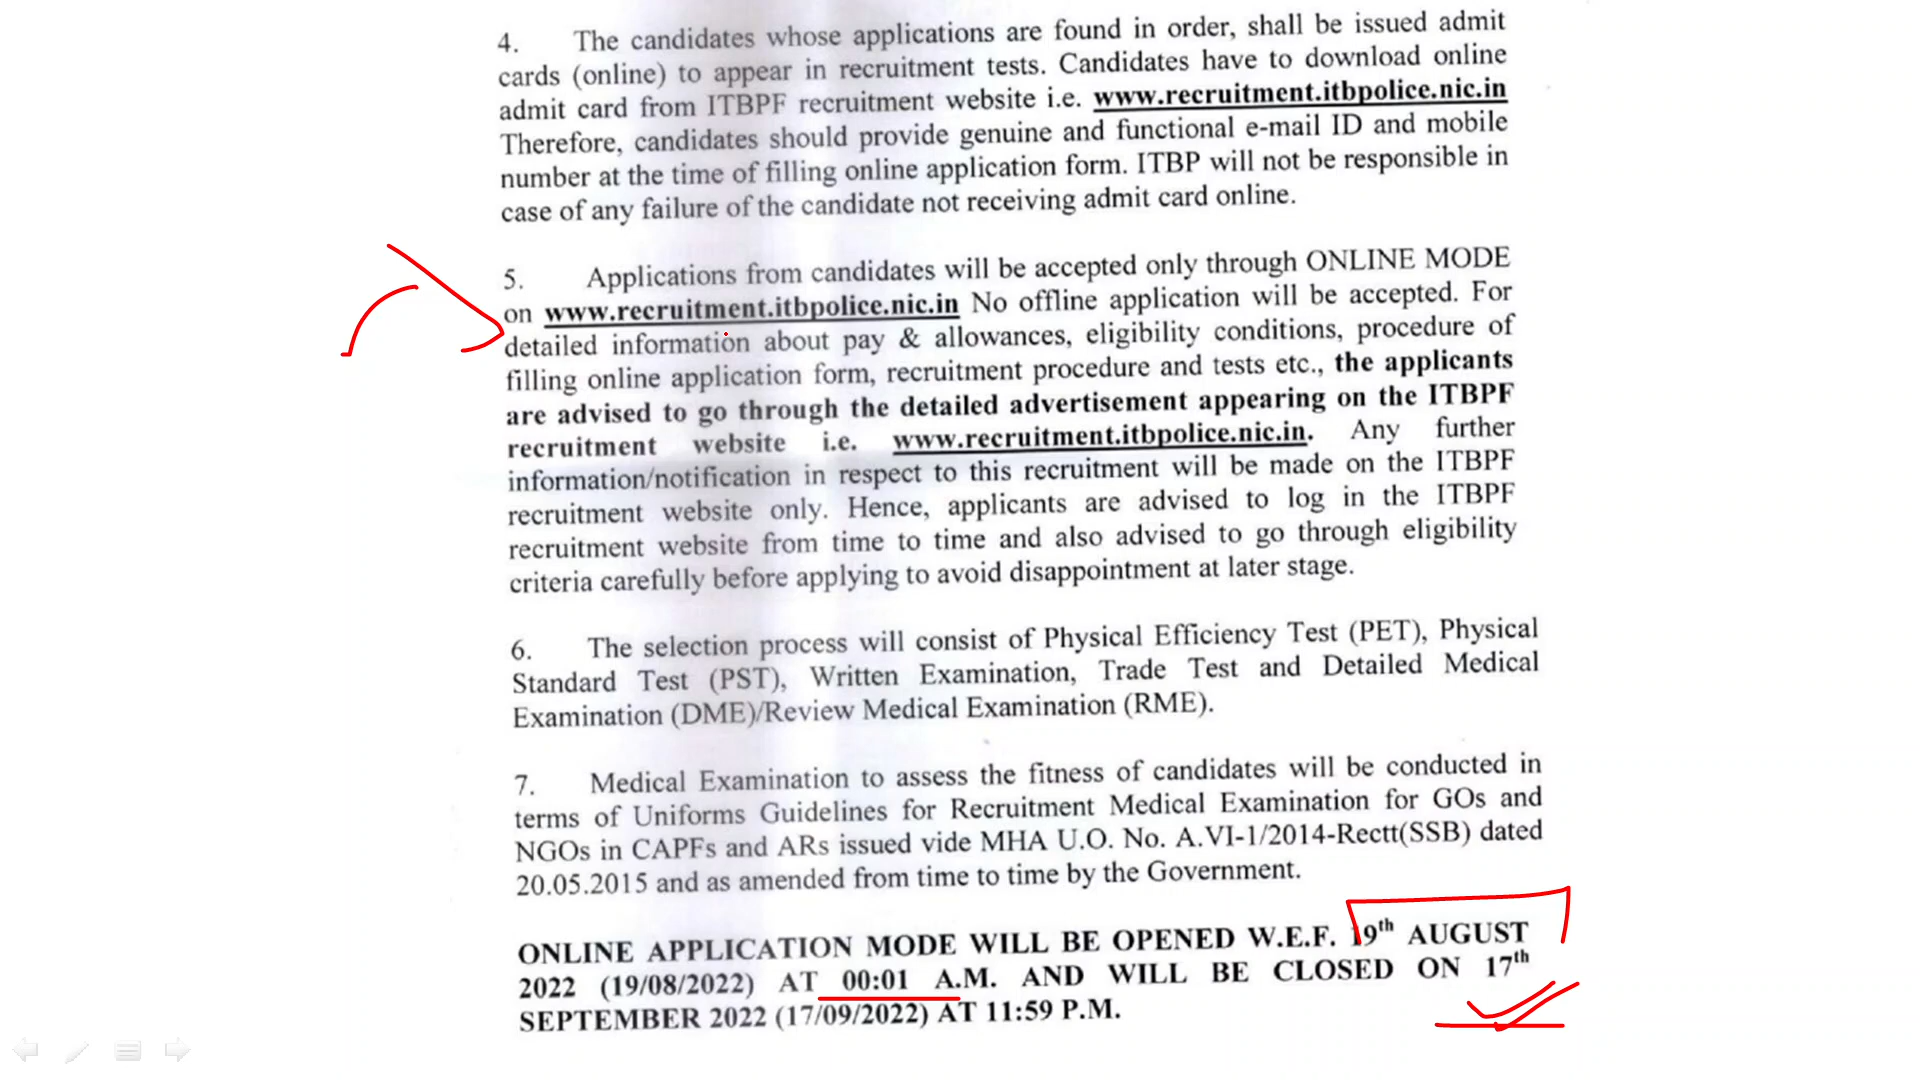 4. The candidates whose applications are found in order, shall be issued admit
cards (online) to appear in recruitment tests. Candidates have to download online
admit card from ITBPF recruitment website i.e. www.recruitment.itbpolice.nic.in
Therefore, candidates should provide genuine and functional e-mail ID and mobile
number at the time of filling online application form. ITBP will not be responsible in
case of any failure of the candidate not receiving admit card online.
5. Applications from candidates will be accepted only through ONLINE MODE
on www.recruitment.itbpolice.nic.in No offline application will be accepted. For
detailed information about pay & allowances, eligibility conditions, procedure of
filling online application form, recruitment procedure and tests etc., the applicants
are advised to go through the detailed advertisement appearing on the ITBPF
recruitment website i.e. www.recruitment.itbpolice.nic.in. Any further
information/notification in respect to this recruitment will be made on the ITBPF
recruitment website only. Hence, applicants are advised to log in the ITBPF
recruitment website from time to time and also advised to go through eligibility
criteria carefully before applying to avoid disappointment at later stage.
6. The selection process will consist of Physical Efficiency Test (PET), Physical
Standard Test (PST), Written Examination, Trade Test and Detailed Medical
Examination (DME)/Review Medical Examination (RME).
7. Medical Examination to assess the fitness of candidates will be conducted in
terms of Uniforms Guidelines for Recruitment Medical Examination for GOs and
NGOs in CAPFs and ARs issued vide MHA U.O. No. A.VI-1/2014-Rectt(SSB) dated
20.05.2015 and as amended from time to time by the Government.
ONLINE APPLICATION MODE WILL BE OPENED W.E.F. 19th AUGUST
2022 (19/08/2022) AT 00:01 A.M. AND WILL BE CLOSED ON 17th
SEPTEMBER 2022 (17/09/2022) AT 11:59 P.M.